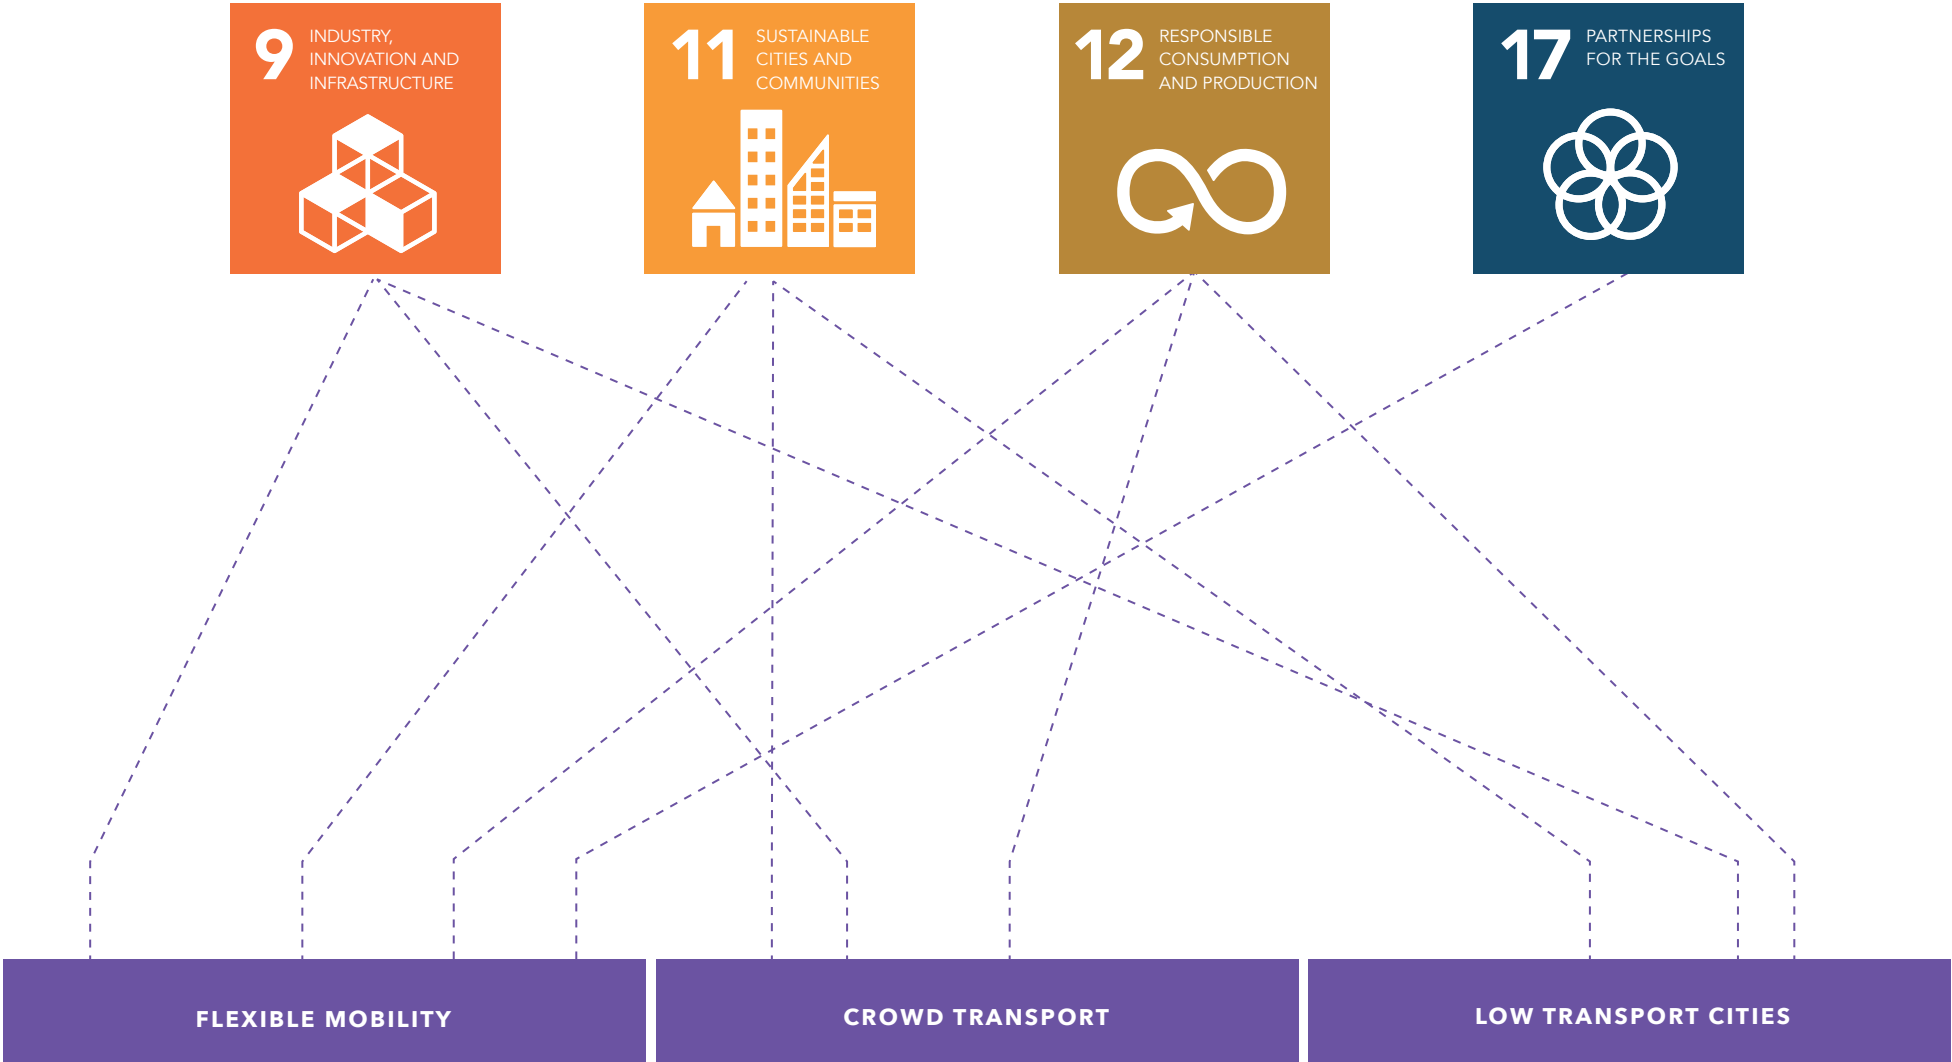 9
INDUSTRY,
INNOVATION AND
INFRASTRUCTURE
11
SUSTAINABLE
CITIES AND
COMMUNITIES
12
RESPONSIBLE
CONSUMPTION
AND PRODUCTION
17
PARTNERSHIPS
FOR THE GOALS
FLEXIBLE MOBILITY
CROWD TRANSPORT
LOW TRANSPORT CITIES